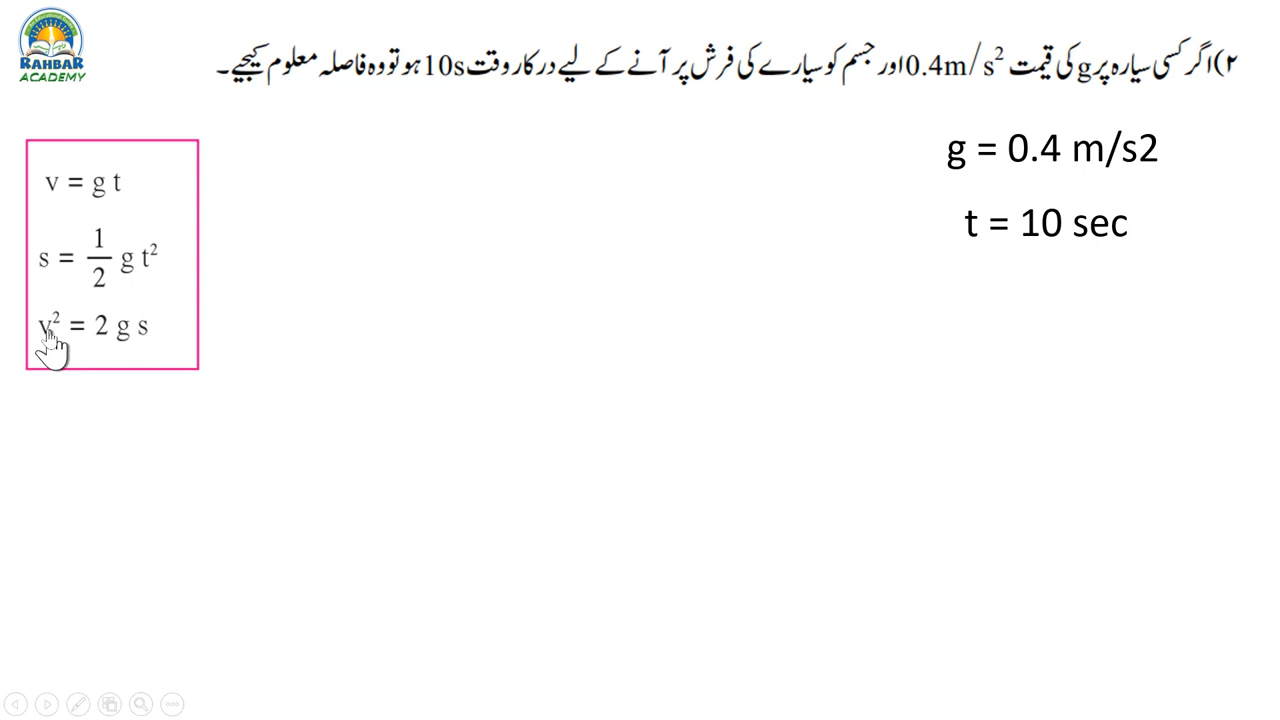 RAHBAR
ACADEMY
۲) اگر کسی سیارہ پر g کی قیمت 0.4m/s² اور جسم کو سیارے کی فرش پر آنے کے لیے درکار وقت 10s ہو تو وہ فاصلہ معلوم کیجیے۔
g = 0.4 m/s2
t = 10 sec
v = g t
s = 1/2 g t²
v² = 2 g s